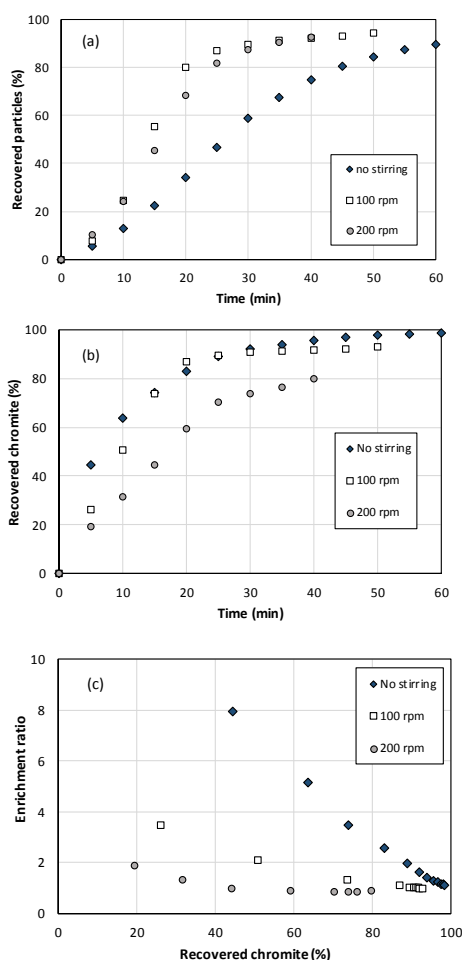 100
80
60
40
20
0
Recovered particles (%)
(a)
no stirring
100 rpm
200 rpm
0 10 20 30 40 50 60
Time (min)
100
80
60
40
20
0
Recovered chromite (%)
(b)
No stirring
100 rpm
200 rpm
0 10 20 30 40 50 60
Time (min)
10
8
6
4
2
0
Enrichment ratio
(c)
No stirring
100 rpm
200 rpm
0 20 40 60 80 100
Recovered chromite (%)